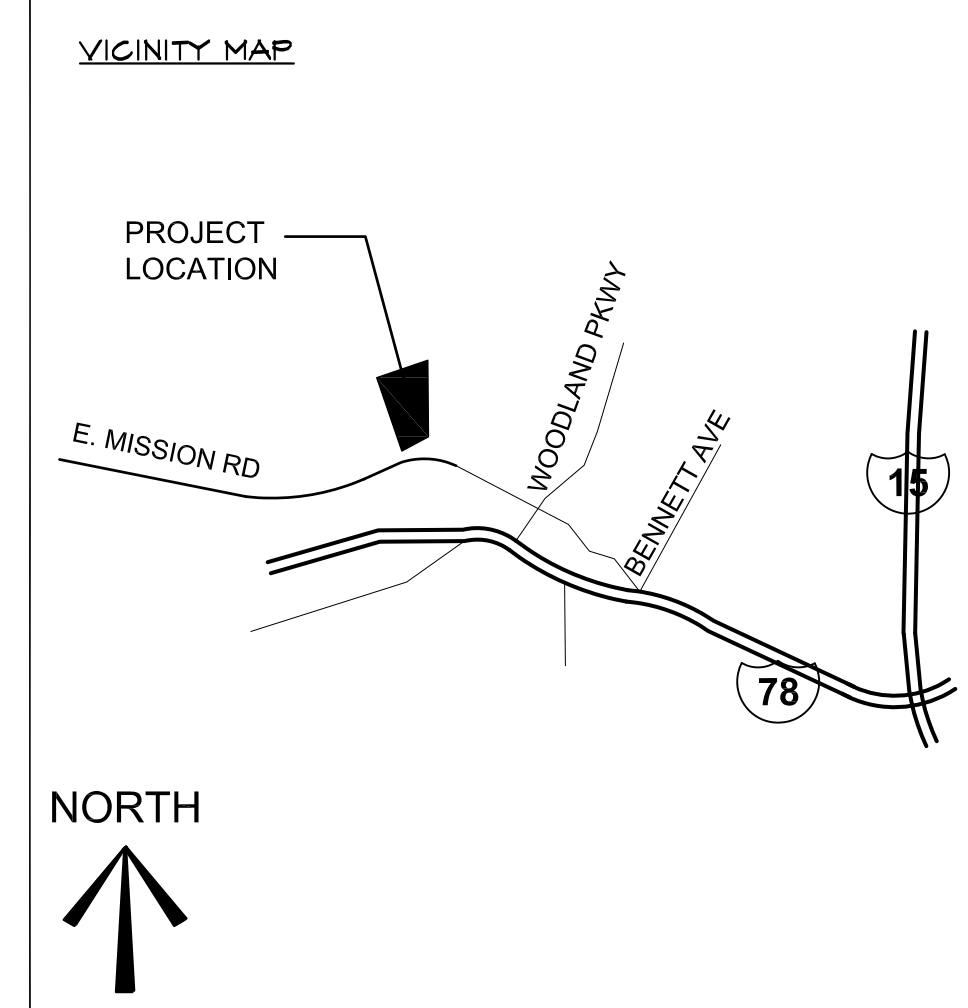 VICINITY MAP
PROJECT
LOCATION
WOODLAND PKWY
E. MISSION RD
BENNETT AVE
15
78
NORTH